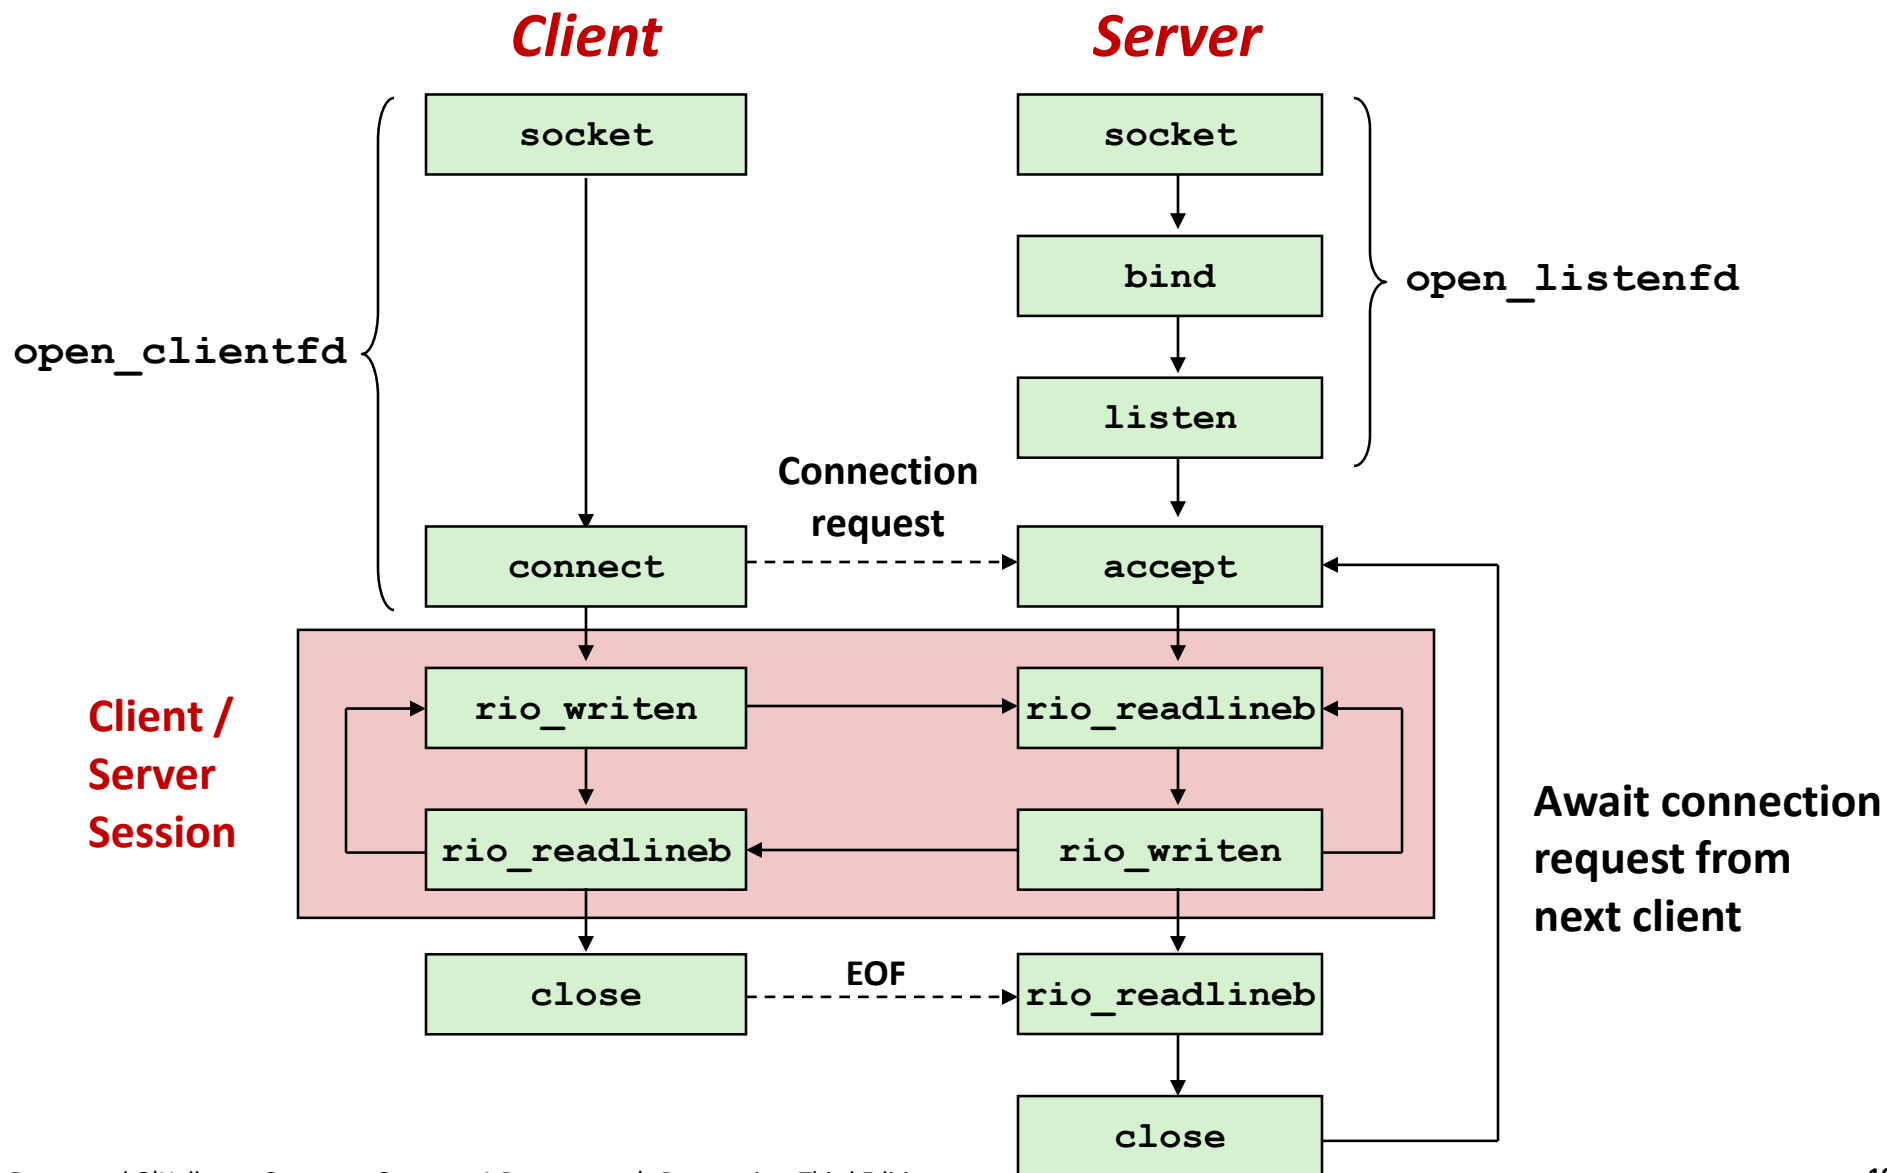 Client
Server
socket
socket
bind
open_listenfd
open_clientfd
listen
Connection
request
connect
accept
Client /
Server
Session
rio_writen
rio_readlineb
rio_readlineb
rio_writen
Await connection
request from
next client
close
EOF
rio_readlineb
close